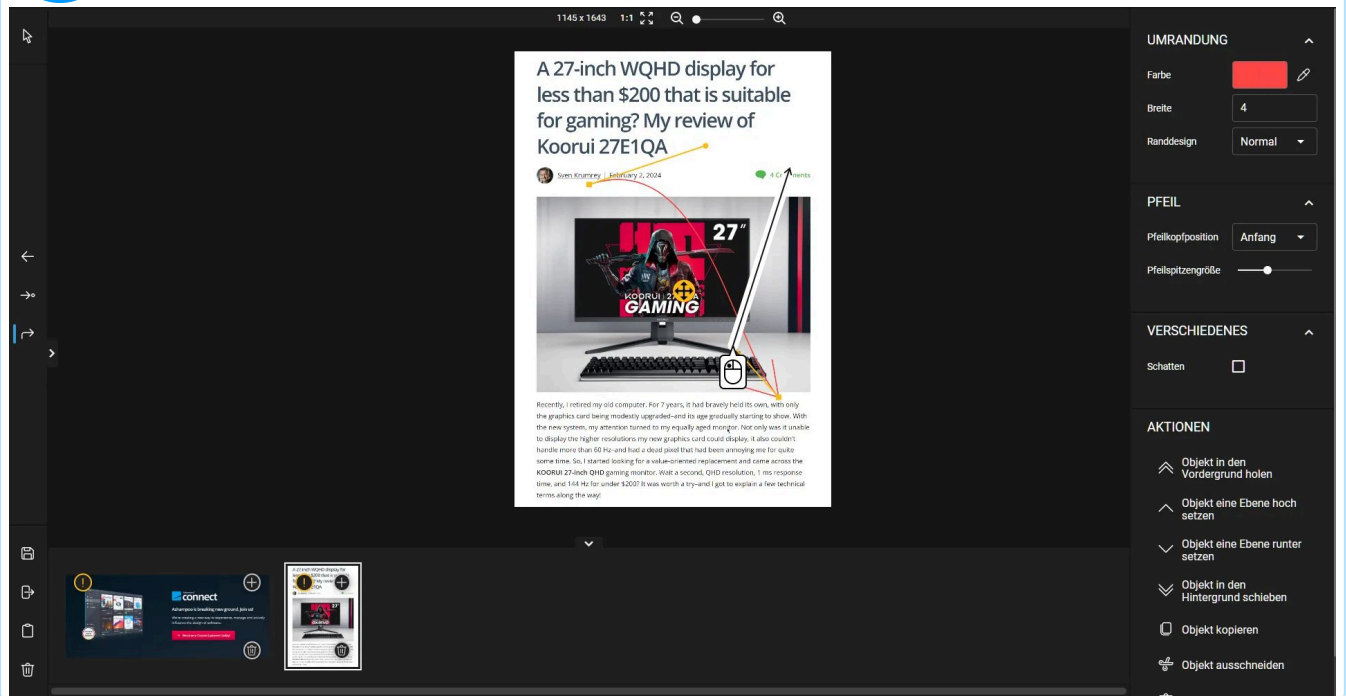 1145 x 1643 1:1
A 27-inch WQHD display for
less than $200 that is suitable
for gaming? My review of
Koorui 27E1QA
Sven Krumrey | February 2, 2024
4 C
ments
27"
KOORUI 27
GAMING
Recently, I retired my old computer. For 7 years, it had bravely held its own, with only
the graphics card being modestly upgraded–and its age gradually starting to show. With
the new system, my attention turned to my equally aged monitor. Not only was it unable
to display the higher resolutions my new graphics card could display, it also couldn't
handle more than 60 Hz–and had a dead pixel that had been annoying me for quite
some time. So, I started looking for a value-oriented replacement and came across the
KOORUI 27-inch QHD gaming monitor. Wait a second, QHD resolution, 1 ms response
time, and 144 Hz for under $200? It was worth a try–and I got to explain a few technical
terms along the way!
UMRANDUNG
Farbe
Breite 4
Randdesign Normal
PFEIL
Pfeilkopfposition Anfang
Pfeilspitzengröße
VERSCHIEDENES
Schatten
AKTIONEN
Objekt in den
Vordergrund holen
Objekt eine Ebene hoch
setzen
Objekt eine Ebene runter
setzen
Objekt in den
Hintergrund schieben
Objekt kopieren
Objekt ausschneiden
connect
Ashampoo is breaking new ground. Join us!